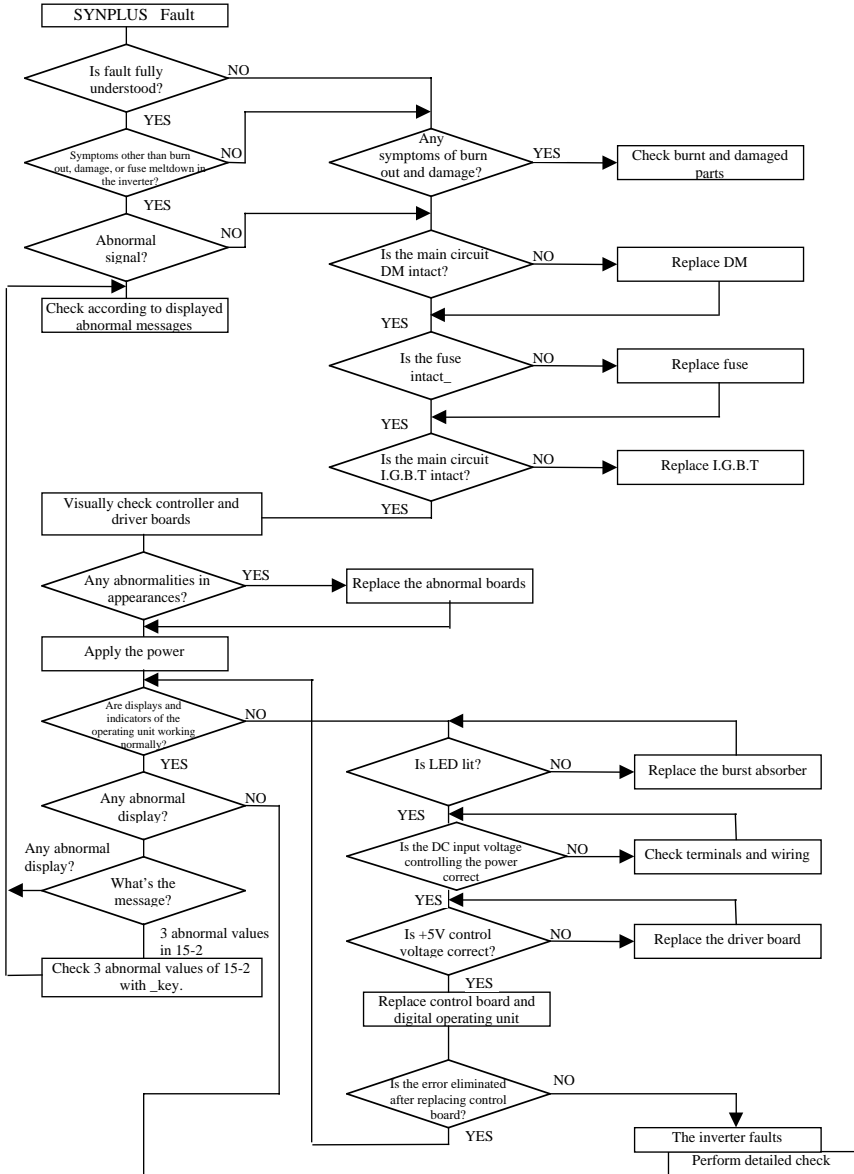 SYNPLUS Fault
Is fault fully
understood?
NO
YES
Symptoms other than burn
out, damage, or fuse meltdown in
the inverter?
NO
YES
Abnormal
signal?
NO
Check according to displayed
abnormal messages
Any
symptoms of burn
out and damage?
YES
Check burnt and damaged
parts
Is the main circuit
DM intact?
NO
Replace DM
YES
Is the fuse
intact_
NO
Replace fuse
YES
Is the main circuit
I.G.B.T intact?
NO
Replace I.G.B.T
YES
Visually check controller and
driver boards
Any abnormalities in
appearances?
YES
Replace the abnormal boards
Apply the power
Are displays and
indicators of the
operating unit working
normally?
NO
YES
Any abnormal
display?
NO
Any abnormal
display?
What's the
message?
3 abnormal values
in 15-2
Check 3 abnormal values of 15-2
with _key.
Is LED lit?
NO
Replace the burst absorber
YES
Is the DC input voltage
controlling the power
correct
NO
Check terminals and wiring
YES
Is +5V control
voltage correct?
NO
Replace the driver board
YES
Replace control board and
digital operating unit
Is the error eliminated
after replacing control
board?
NO
YES
The inverter faults
Perform detailed check